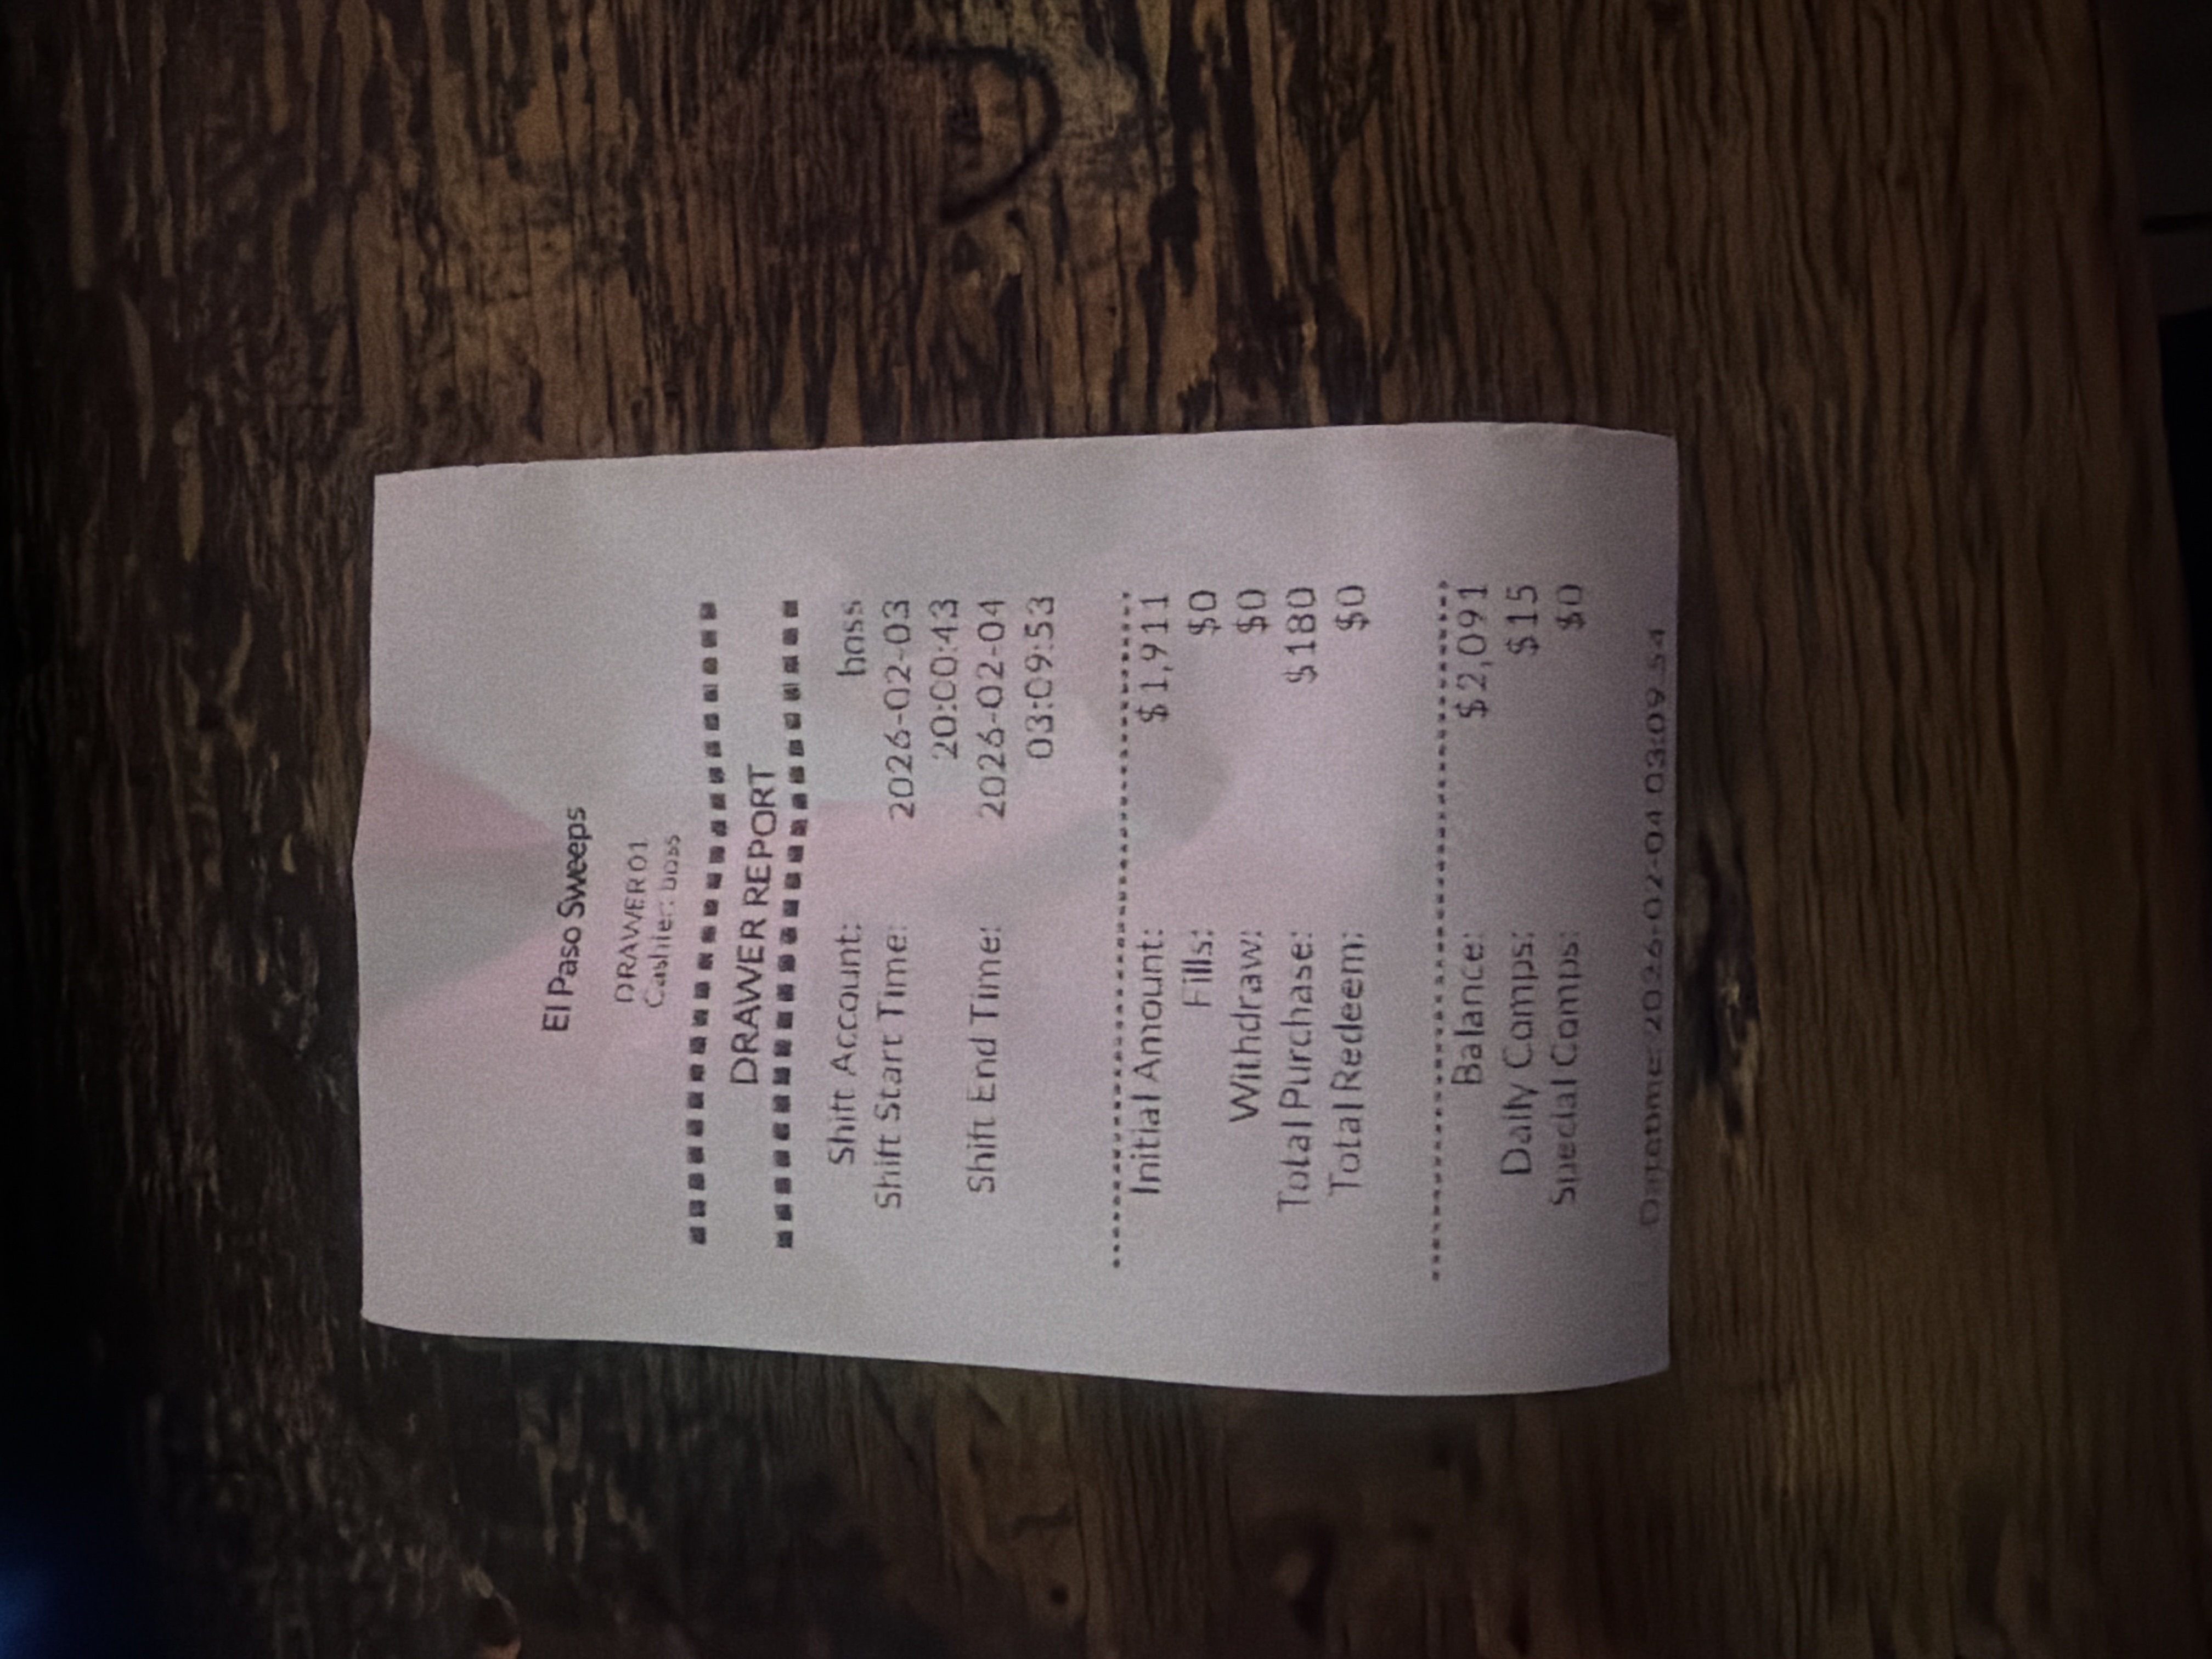 El Paso Sweeps
DRAWER01
Cashier: boss
DRAWER REPORT
Shift Account: boss
Shift Start Time: 2026-02-03
20:00:43
Shift End Time: 2026-02-04
03:09:53
Initial Amount: $1,911
Fills: $0
Withdraw: $0
Total Purchase: $180
Total Redeem: $0
Balance: $2,091
Daily Comps: $15
Special Comps: $0
Datetime: 2026-02-04 03:09:54